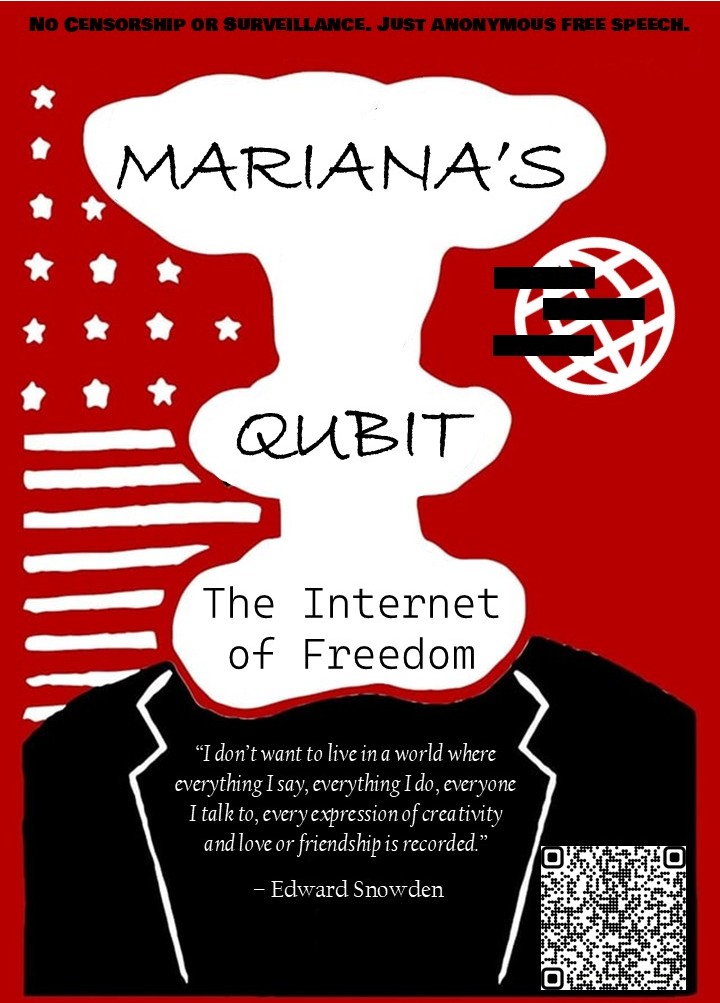 No Censorship or Surveillance. Just anonymous free speech.
MARIANA'S
QUBIT
The Internet
of Freedom
“I don’t want to live in a world where
everything I say, everything I do, everyone
I talk to, every expression of creativity
and love or friendship is recorded.”
– Edward Snowden